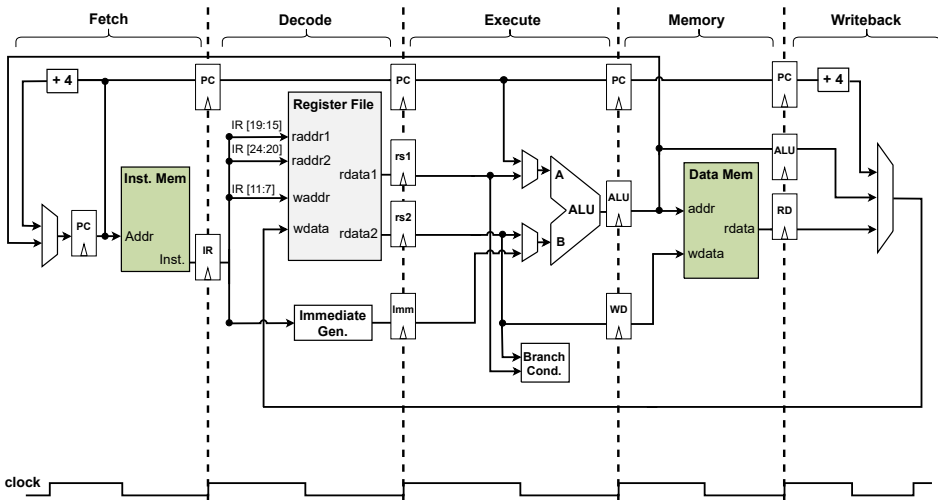 Fetch
Decode
Execute
Memory
Writeback
+ 4
PC
PC
PC
PC
+ 4
Register File
IR [19:15]
raddr1
IR [24:20]
raddr2
rdata1
IR [11:7]
waddr
wdata
rdata2
rs1
rs2
A
ALU
B
ALU
ALU
Inst. Mem
PC
Addr
Inst.
IR
Data Mem
addr
rdata
wdata
RD
Immediate
Gen.
Imm
WD
Branch
Cond.
clock